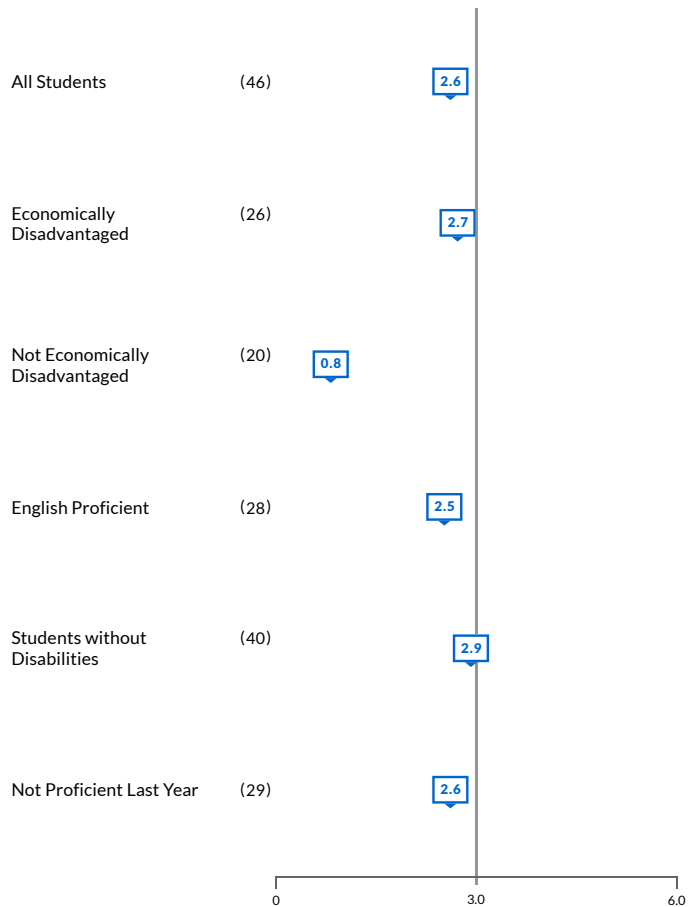 All Students (46) 2.6
Economically (26)
Disadvantaged 2.7
Not Economically (20)
Disadvantaged 0.8
English Proficient (28) 2.5
Students without (40)
Disabilities 2.9
Not Proficient Last Year (29) 2.6
0 3.0 6.0